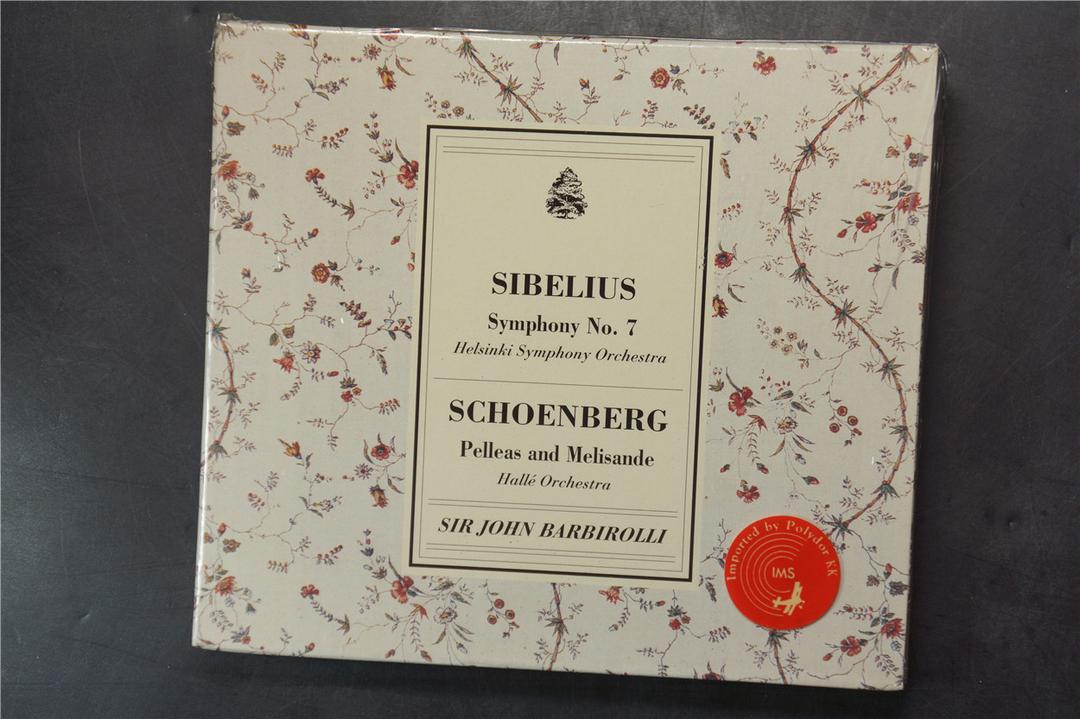 SIBELIUS
Symphony No. 7
Helsinki Symphony Orchestra
SCHOENBERG
Pelleas and Melisande
Hallé Orchestra
SIR JOHN BARBIROLLI
Imported by Polydor KK
IMS